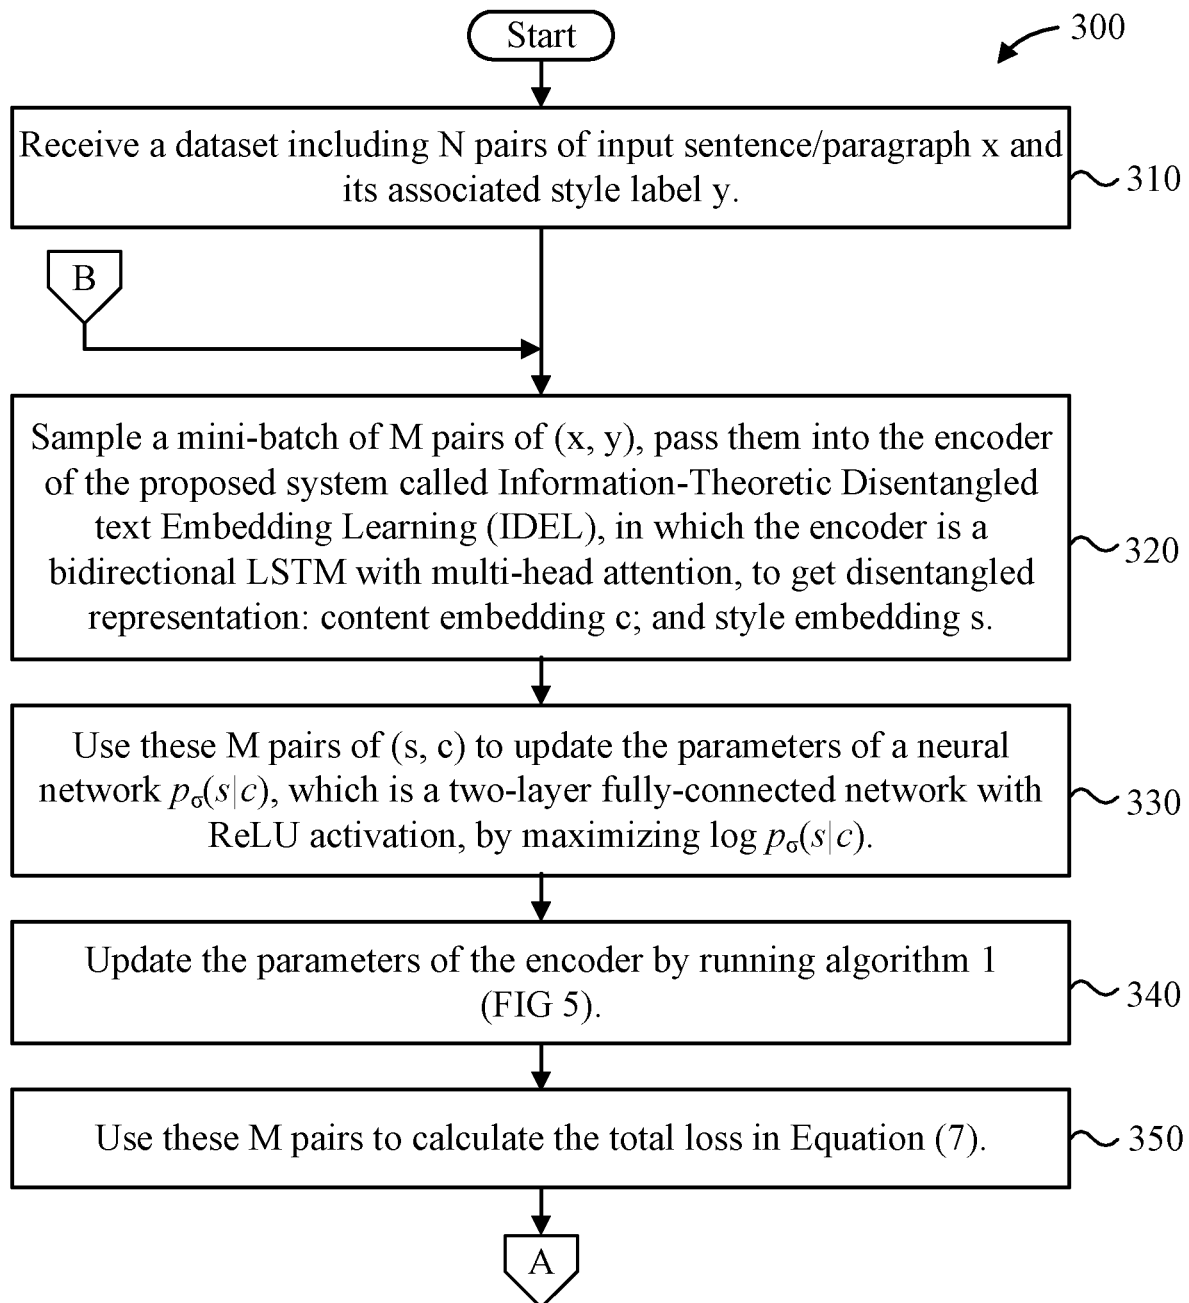 Start
300
Receive a dataset including N pairs of input sentence/paragraph x and
its associated style label y.
310
B
Sample a mini-batch of M pairs of (x, y), pass them into the encoder
of the proposed system called Information-Theoretic Disentangled
text Embedding Learning (IDEL), in which the encoder is a
bidirectional LSTM with multi-head attention, to get disentangled
representation: content embedding c; and style embedding s.
320
Use these M pairs of (s, c) to update the parameters of a neural
network pσ(s|c), which is a two-layer fully-connected network with
ReLU activation, by maximizing log pσ(s|c).
330
Update the parameters of the encoder by running algorithm 1
(FIG 5).
340
Use these M pairs to calculate the total loss in Equation (7).
350
A